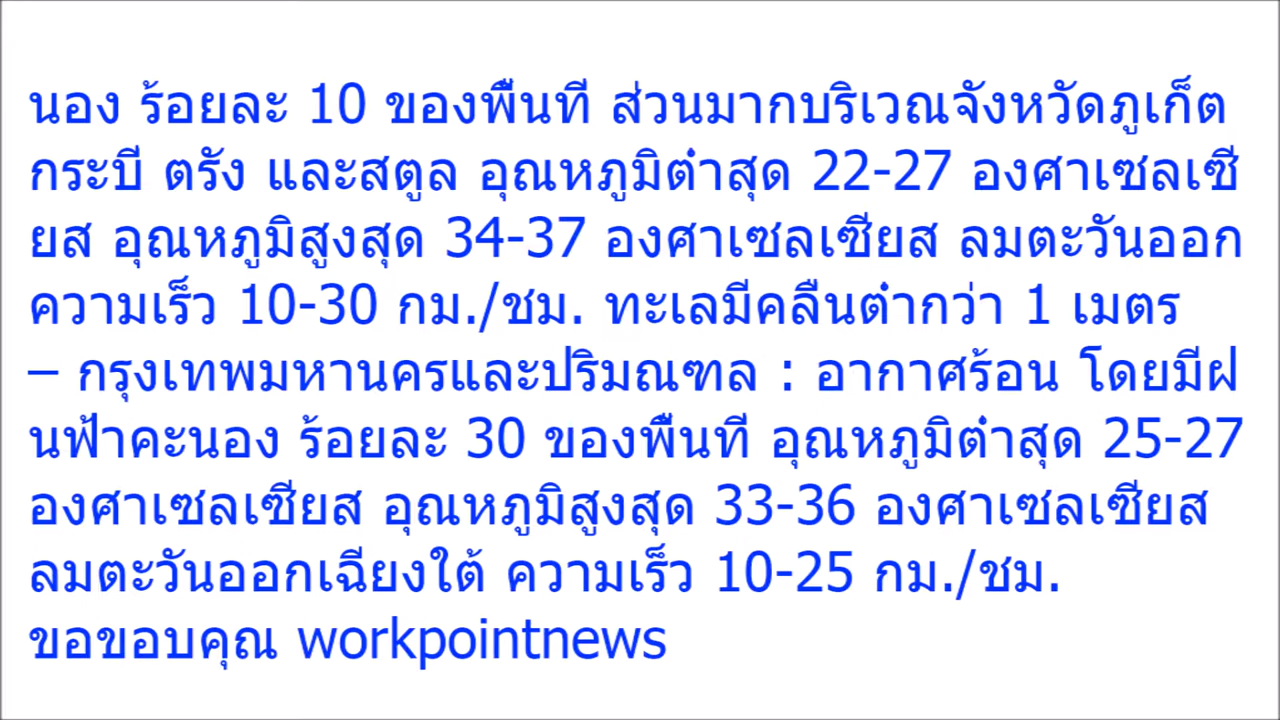 นอง ร้อยละ 10 ของพื้นที่ ส่วนมากบริเวณจังหวัดภูเก็ต
กระบี่ ตรัง และสตูล อุณหภูมิต่ำสุด 22-27 องศาเซลเซี
ยส อุณหภูมิสูงสุด 34-37 องศาเซลเซียส ลมตะวันออก
ความเร็ว 10-30 กม./ชม. ทะเลมีคลื่นต่ำกว่า 1 เมตร
– กรุงเทพมหานครและปริมณฑล : อากาศร้อน โดยมีฝ
นฟ้าคะนอง ร้อยละ 30 ของพื้นที่ อุณหภูมิต่ำสุด 25-27
องศาเซลเซียส อุณหภูมิสูงสุด 33-36 องศาเซลเซียส
ลมตะวันออกเฉียงใต้ ความเร็ว 10-25 กม./ชม.
ขอขอบคุณ workpointnews